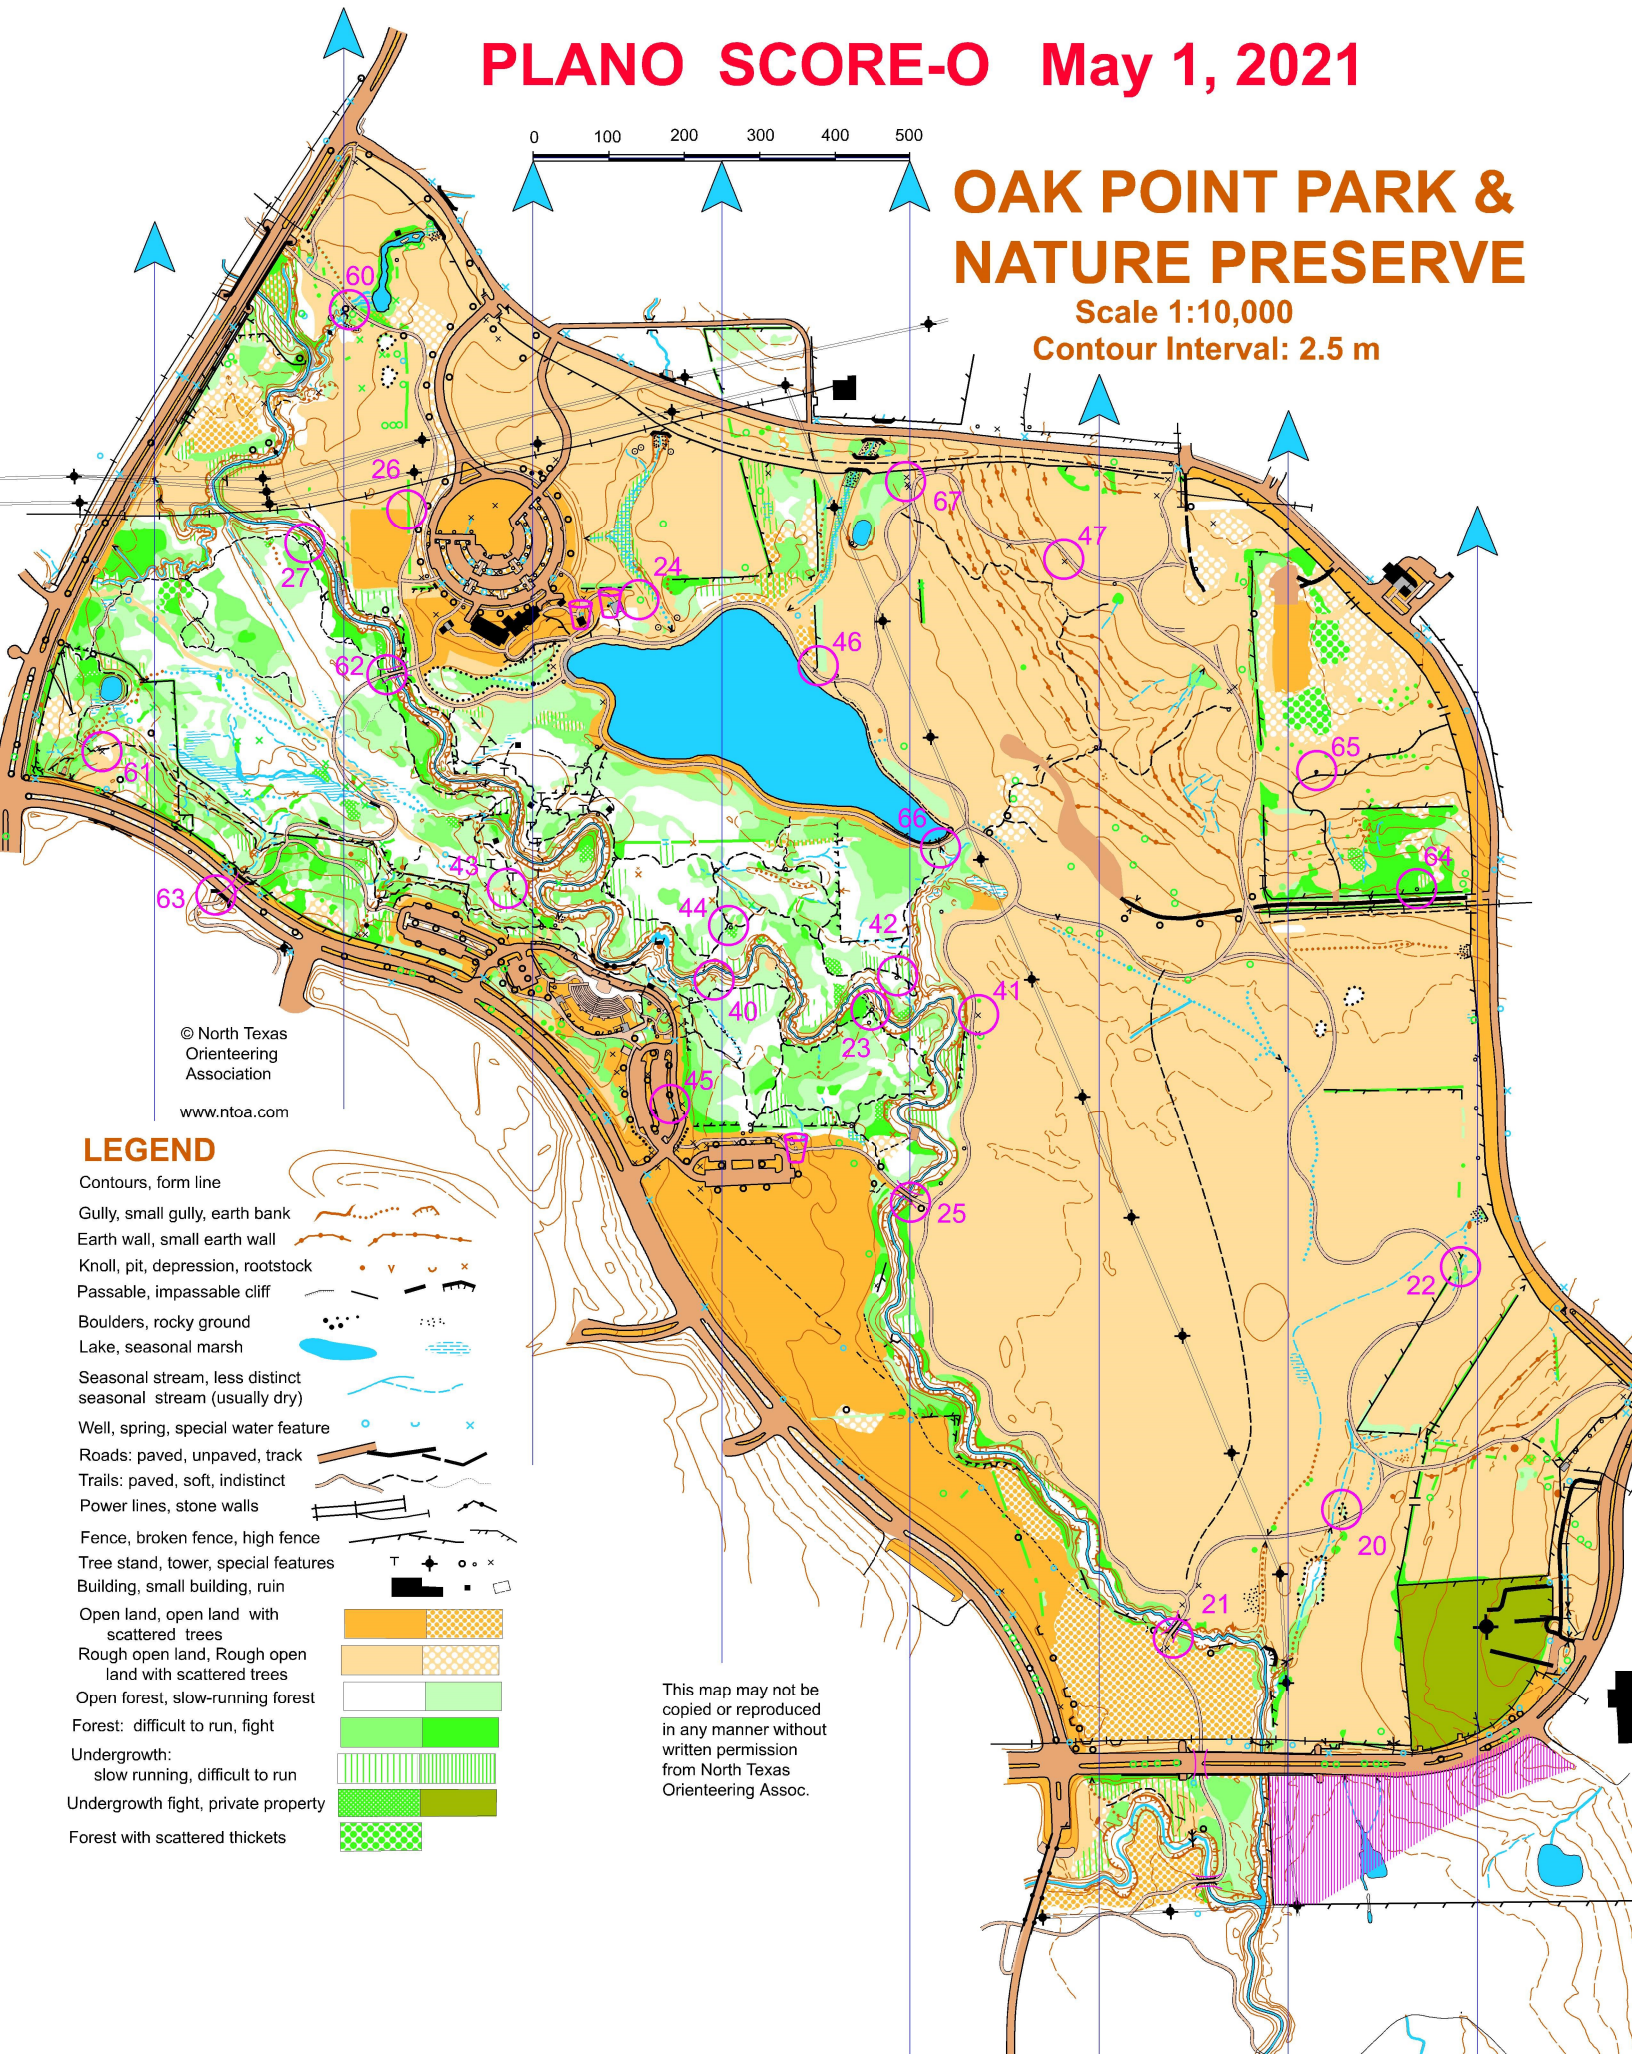 PLANO SCORE-O May 1, 2021
0 100 200 300 400 500
OAK POINT PARK &
NATURE PRESERVE
Scale 1:10,000
Contour Interval: 2.5 m
60
26
67
47
27
24
46
62
65
61
66
64
43
63
44
42
41
40
23
45
25
22
20
21
© North Texas
Orienteering
Association
www.ntoa.com
LEGEND
Contours, form line
Gully, small gully, earth bank
Earth wall, small earth wall
Knoll, pit, depression, rootstock
Passable, impassable cliff
Boulders, rocky ground
Lake, seasonal marsh
Seasonal stream, less distinct
seasonal stream (usually dry)
Well, spring, special water feature
Roads: paved, unpaved, track
Trails: paved, soft, indistinct
Power lines, stone walls
Fence, broken fence, high fence
Tree stand, tower, special features
Building, small building, ruin
Open land, open land with
scattered trees
Rough open land, Rough open
land with scattered trees
Open forest, slow-running forest
Forest: difficult to run, fight
Undergrowth:
slow running, difficult to run
Undergrowth fight, private property
Forest with scattered thickets
This map may not be
copied or reproduced
in any manner without
written permission
from North Texas
Orienteering Assoc.